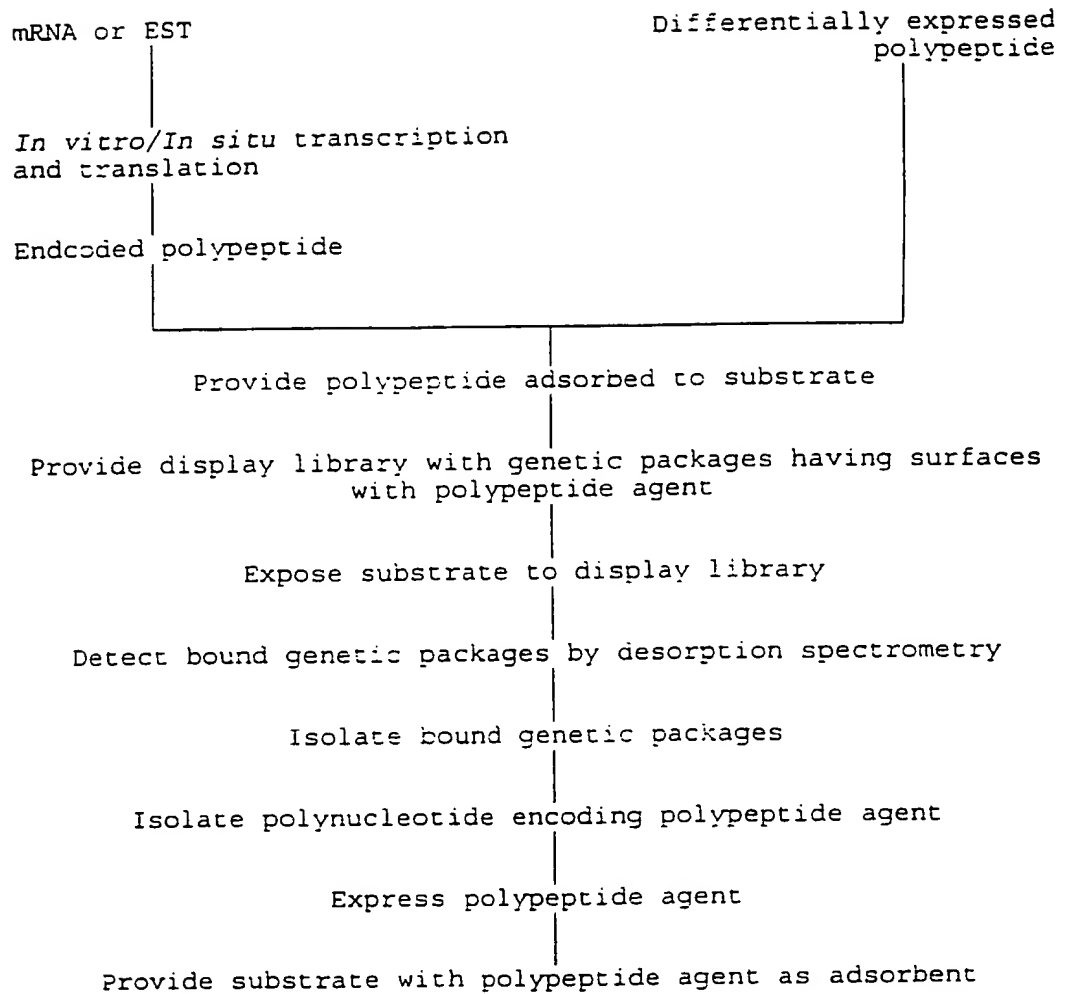 mRNA or EST
Differentially expressed
polypeptide
In vitro/In situ transcription
and translation
Endcoded polypeptide
Provide polypeptide adsorbed to substrate
Provide display library with genetic packages having surfaces
with polypeptide agent
Expose substrate to display library
Detect bound genetic packages by desorption spectrometry
Isolate bound genetic packages
Isolate polynucleotide encoding polypeptide agent
Express polypeptide agent
Provide substrate with polypeptide agent as adsorbent